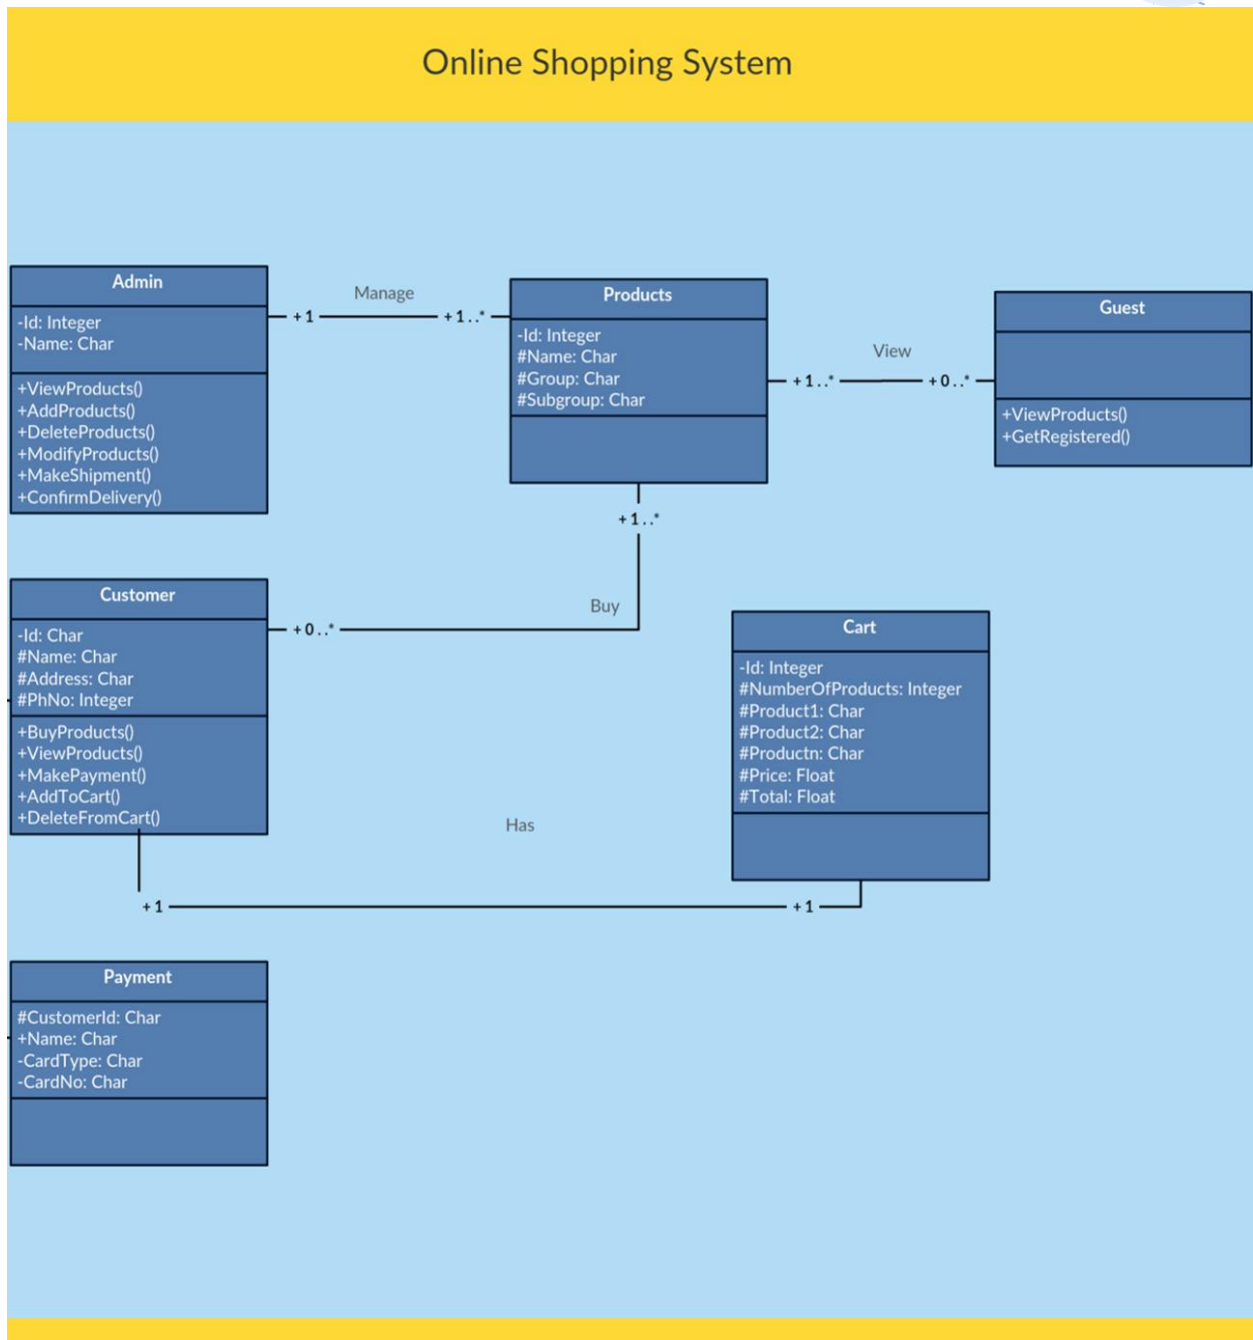 Online Shopping System
Admin
-Id: Integer
-Name: Char
+ViewProducts()
+AddProducts()
+DeleteProducts()
+ModifyProducts()
+MakeShipment()
+ConfirmDelivery()
Manage
+1
+1..*
Products
-Id: Integer
#Name: Char
#Group: Char
#Subgroup: Char
View
+1..*
+0..*
Guest
+ViewProducts()
+GetRegistered()
+1..*
Buy
+0..*
Customer
-Id: Char
#Name: Char
#Address: Char
#PhNo: Integer
+BuyProducts()
+ViewProducts()
+MakePayment()
+AddToCart()
+DeleteFromCart()
Cart
-Id: Integer
#NumberOfProducts: Integer
#Product1: Char
#Product2: Char
#Productn: Char
#Price: Float
#Total: Float
Has
+1
+1
Payment
#CustomerId: Char
+Name: Char
-CardType: Char
-CardNo: Char